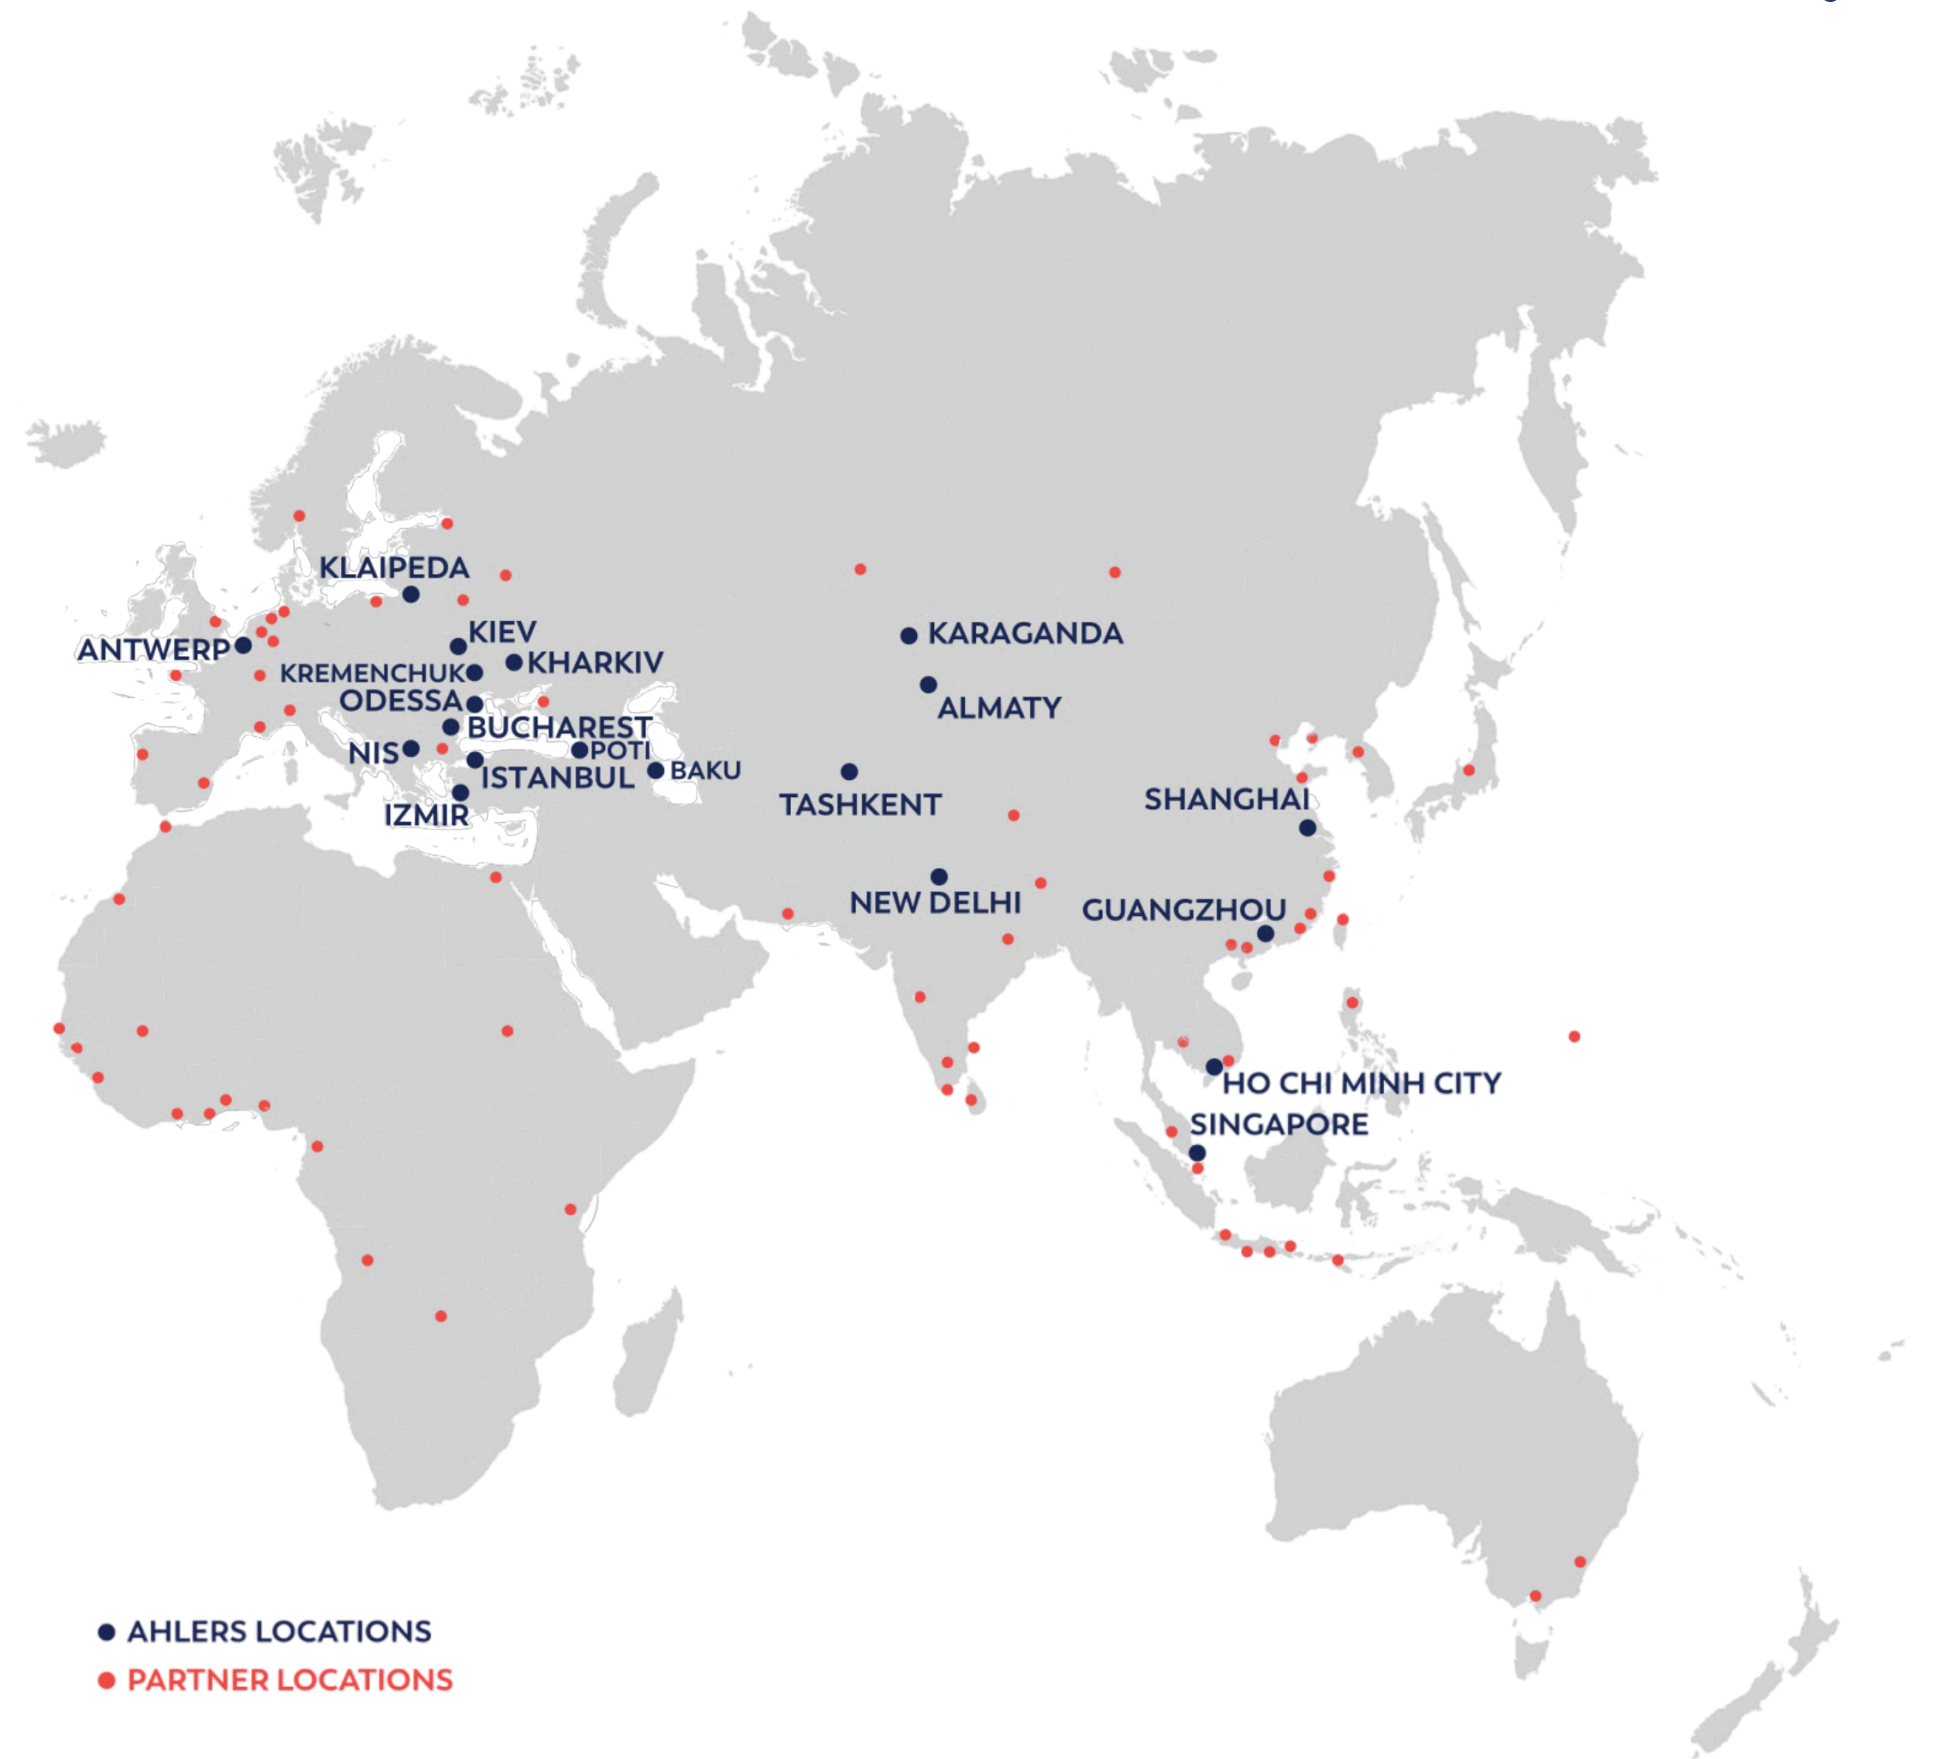 KLAIPEDA
KIEV
ANTWERP
KHARKIV
KREMENCHUK
ODESSA
BUCHAREST
NIS
POTI
ISTANBUL
BAKU
IZMIR
KARAGANDA
ALMATY
TASHKENT
SHANGHAI
NEW DELHI
GUANGZHOU
HO CHI MINH CITY
SINGAPORE
AHLERS LOCATIONS
PARTNER LOCATIONS